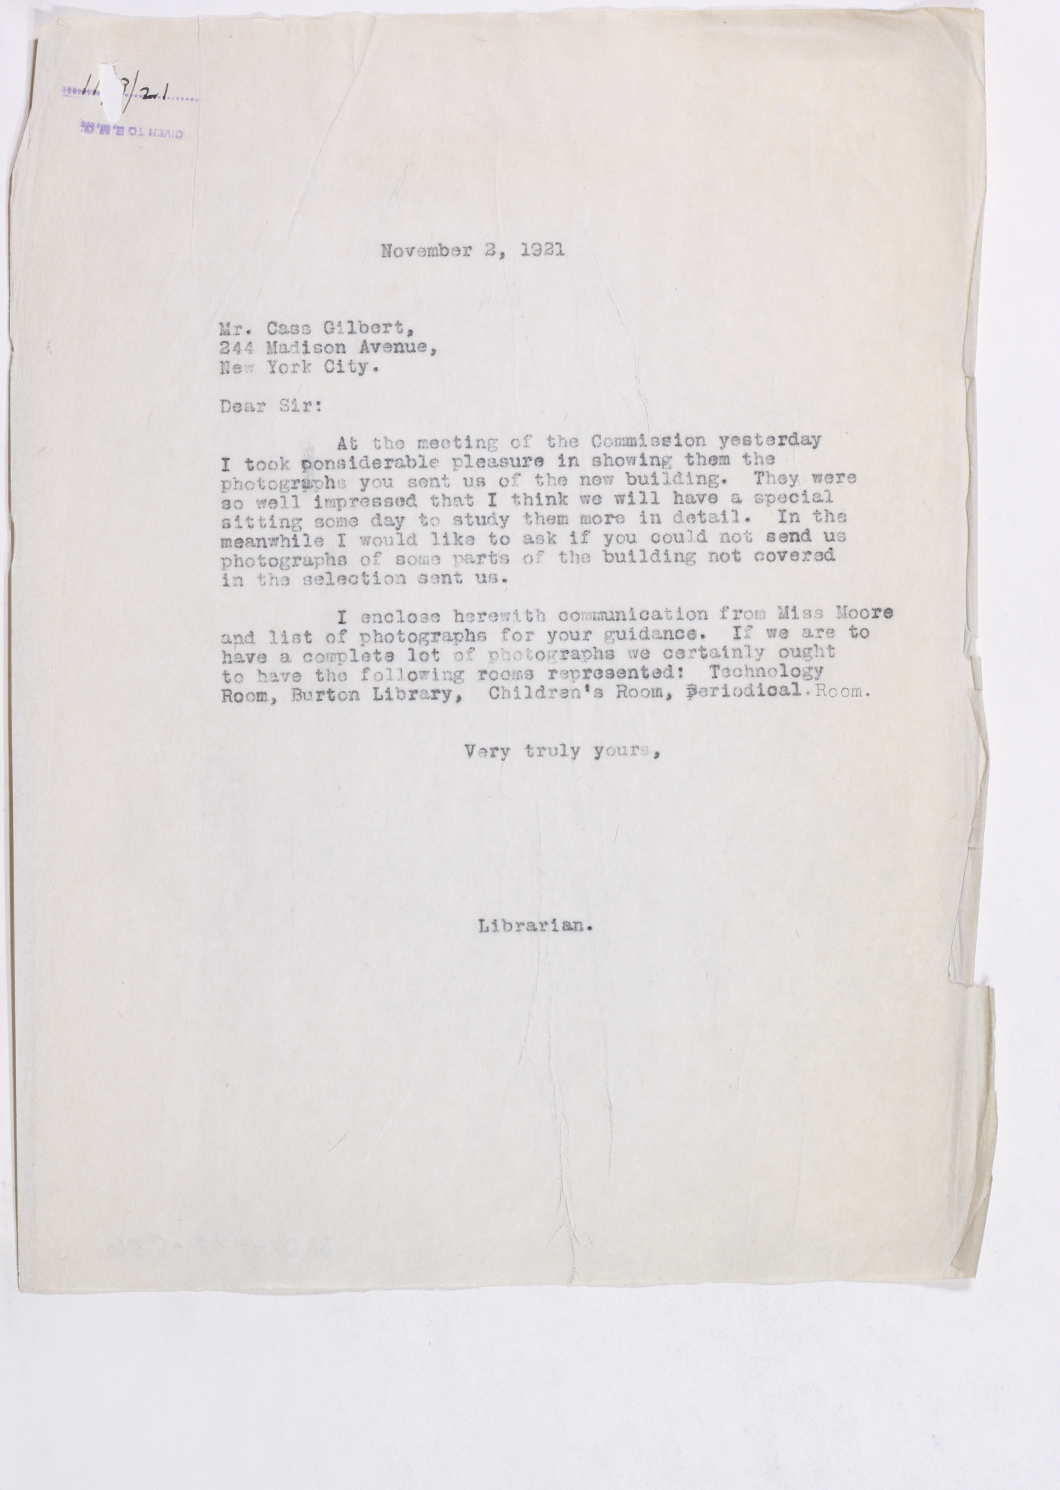 11/3/21
GIVEN TO E.M.G.
November 2, 1921
Mr. Cass Gilbert,
244 Madison Avenue,
New York City.
Dear Sir:
At the meeting of the Commission yesterday
I took considerable pleasure in showing them the
photographs you sent us of the new building. They were
so well impressed that I think we will have a special
sitting some day to study them more in detail. In the
meanwhile I would like to ask if you could not send us
photographs of some parts of the building not covered
in the selection sent us.
I enclose herewith communication from Miss Moore
and list of photographs for your guidance. If we are to
have a complete lot of photographs we certainly ought
to have the following rooms represented: Technology
Room, Burton Library, Children's Room, Periodical.Room.
Very truly yours,
Librarian.